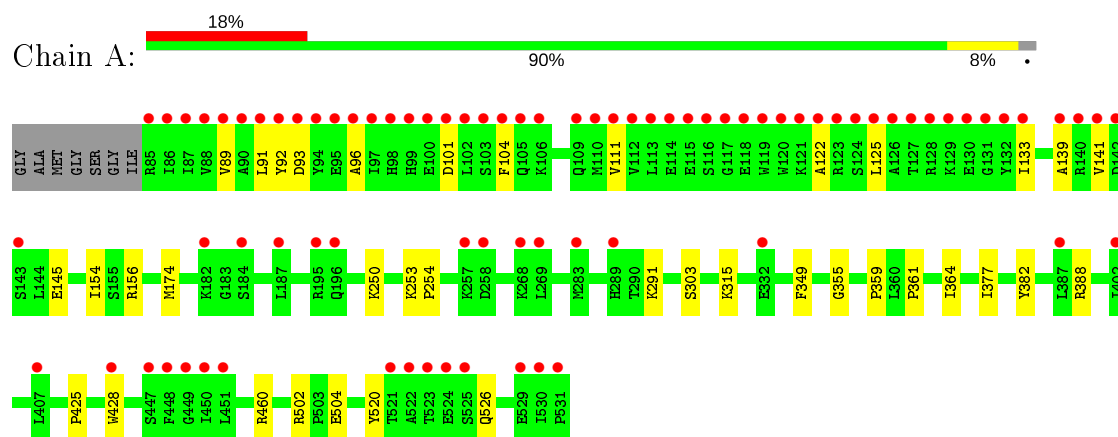 18%
Chain A:
90% 8% •
GLY ALA MET GLY SER GLY ILE R85 I86 I87 V88 V89 A90 L91 Y92 D93 Y94 E95 A96 I97 H98 H99 E100 D101 L102 S103 F104 Q105 K106 Q109 M110 V111 V112 L113 E114 E115 S116 G117 E118 W119 W120 K121 A122 R123 S124 L125 A126 T127 R128 K129 E130 G131 Y132 I133 A139 R140 V141 D142
S143 L144 E145 I154 S155 R156 M174 K182 G183 S184 L187 R195 Q196 K250 K253 P254 K257 D258 K268 L269 M283 H289 T290 K291 S303 K315 E332 F349 G355 P359 L360 P361 I364 I377 Y382 L387 R388 I402
L407 P425 W428 S447 F448 G449 I450 L451 R460 R502 P503 E504 Y520 T521 A522 T523 E524 S525 Q526 E529 I530 P531